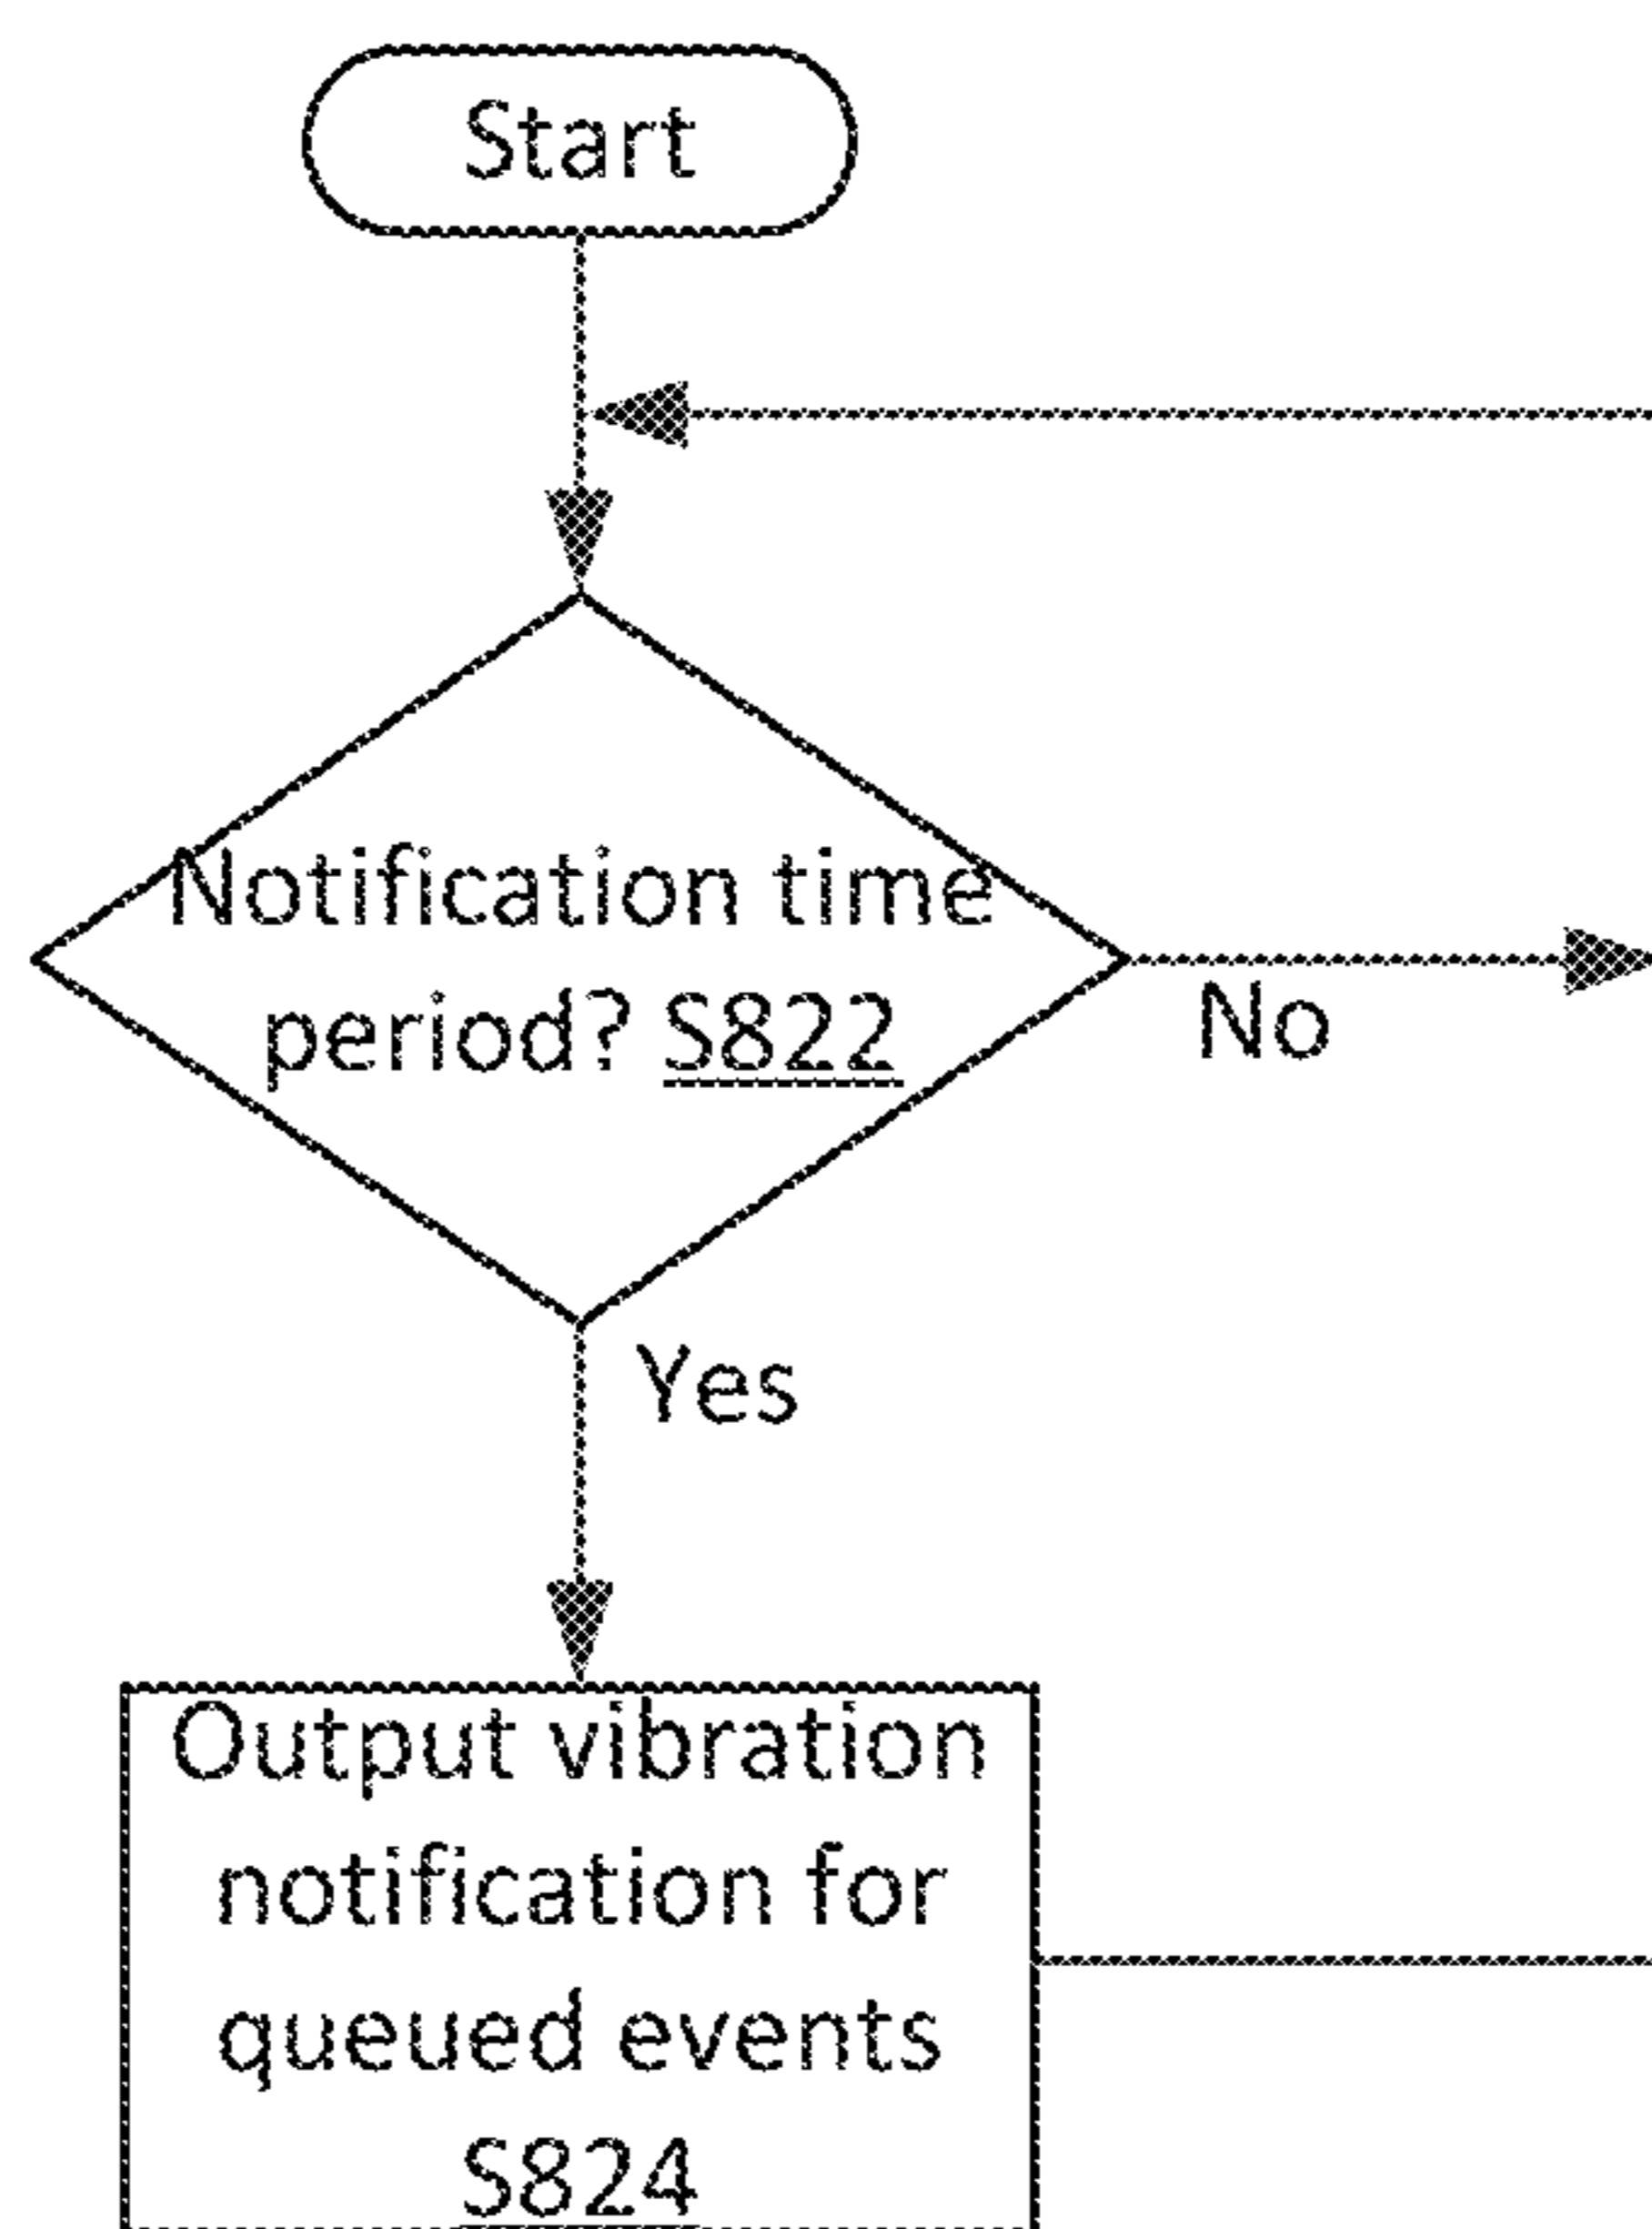 Start
Notification time
period? S822
No
Yes
Output vibration
notification for
queued events
S824